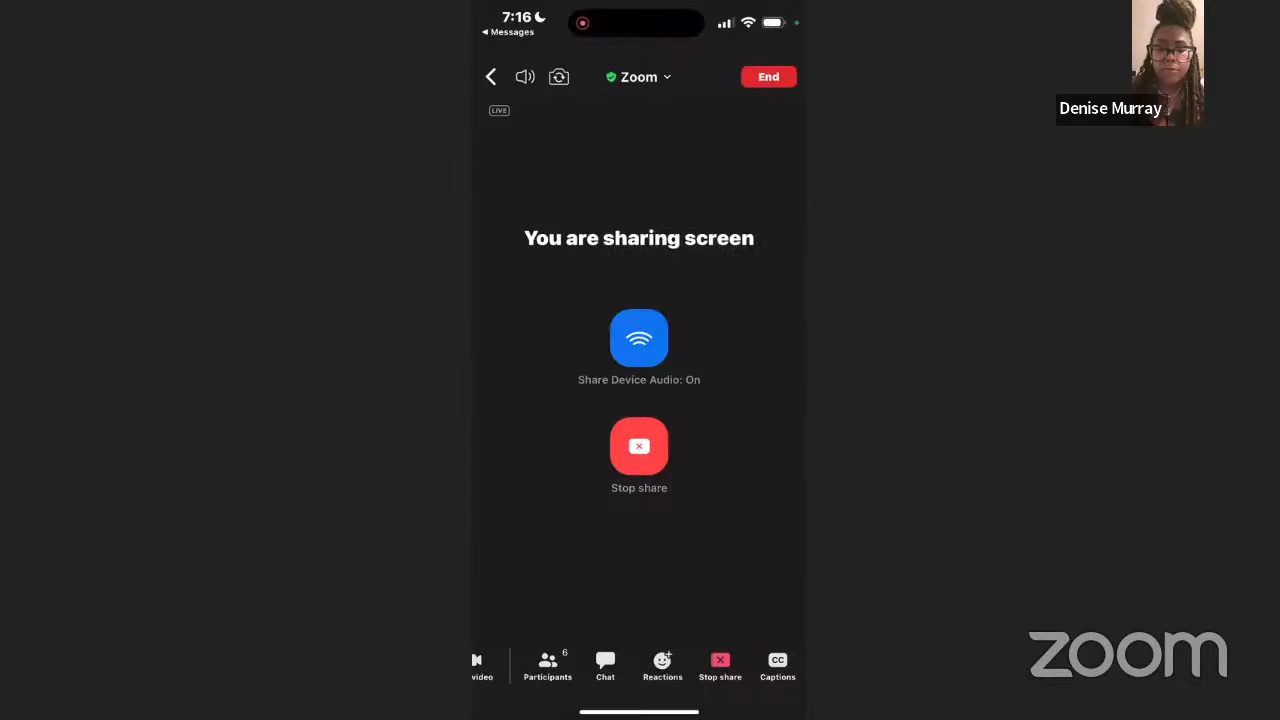 7:16
◀ Messages
Zoom
End
LIVE
Denise Murray
You are sharing screen
Share Device Audio: On
Stop share
video
6
Participants
Chat
Reactions
Stop share
CC
Captions
zoom